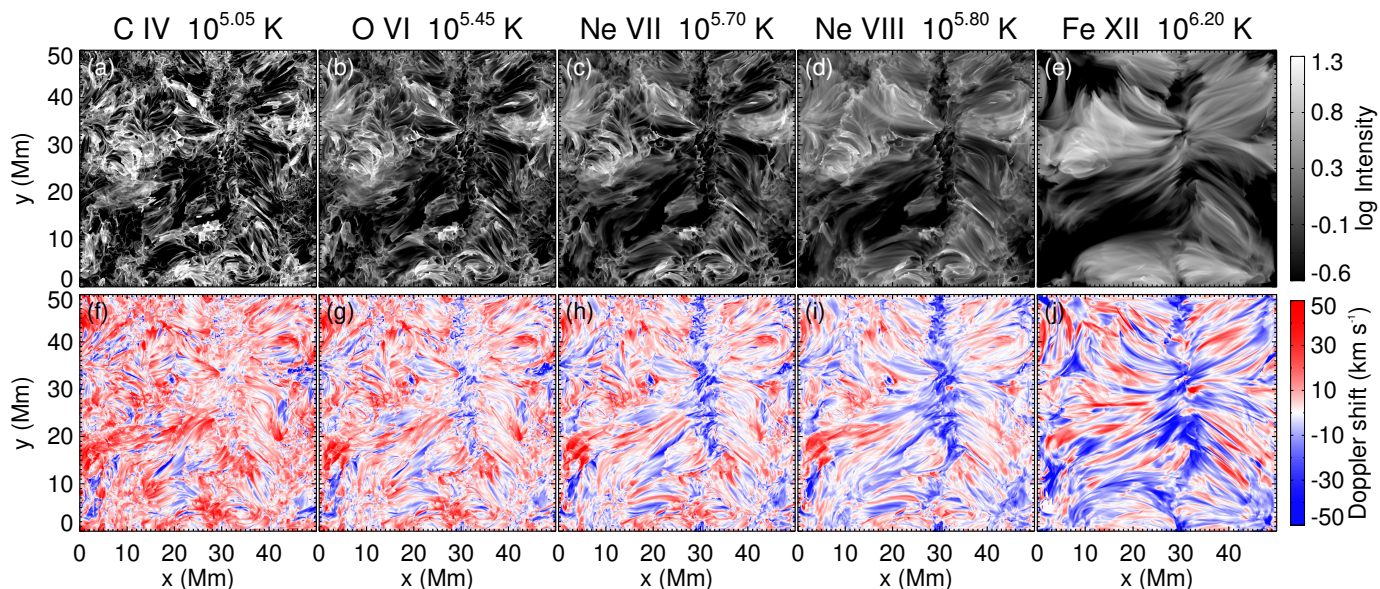 C IV 10^5.05 K
O VI 10^5.45 K
Ne VII 10^5.70 K
Ne VIII 10^5.80 K
Fe XII 10^6.20 K
(a)
(b)
(c)
(d)
(e)
y (Mm)
50
40
30
20
10
0
1.3
0.8
0.3
-0.1
-0.6
log Intensity
(f)
(g)
(h)
(i)
(j)
y (Mm)
50
40
30
20
10
0
50
30
10
-10
-30
-50
Doppler shift (km s⁻¹)
0 10 20 30 40
0 10 20 30 40
0 10 20 30 40
0 10 20 30 40
0 10 20 30 40
x (Mm)
x (Mm)
x (Mm)
x (Mm)
x (Mm)